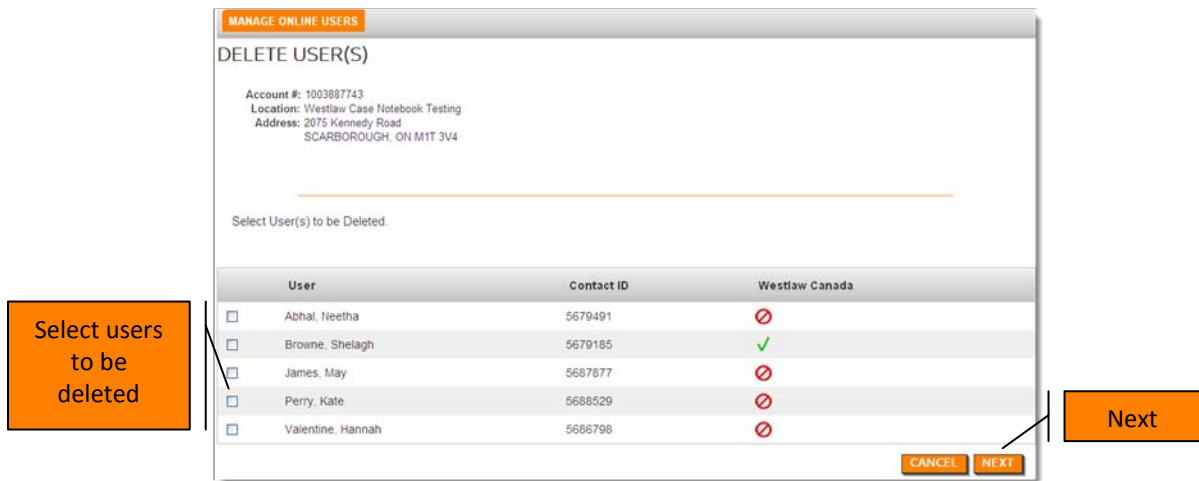 MANAGE ONLINE USERS
DELETE USER(S)
Account #: 1003887743
Location: Westlaw Case Notebook Testing
Address: 2075 Kennedy Road
SCARBOROUGH, ON M1T 3V4
Select User(s) to be Deleted.
User Contact ID Westlaw Canada
Abhal, Neetha 5679491
Browne, Shelagh 5679185
James, May 5687877
Perry, Kate 5688529
Valentine, Hannah 5686798
CANCEL NEXT
Select users
to be
deleted
Next